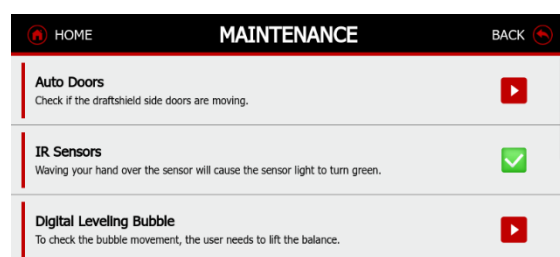 HOME MAINTENANCE BACK
Auto Doors
Check if the draftshield side doors are moving.
IR Sensors
Waving your hand over the sensor will cause the sensor light to turn green.
Digital Leveling Bubble
To check the bubble movement, the user needs to lift the balance.